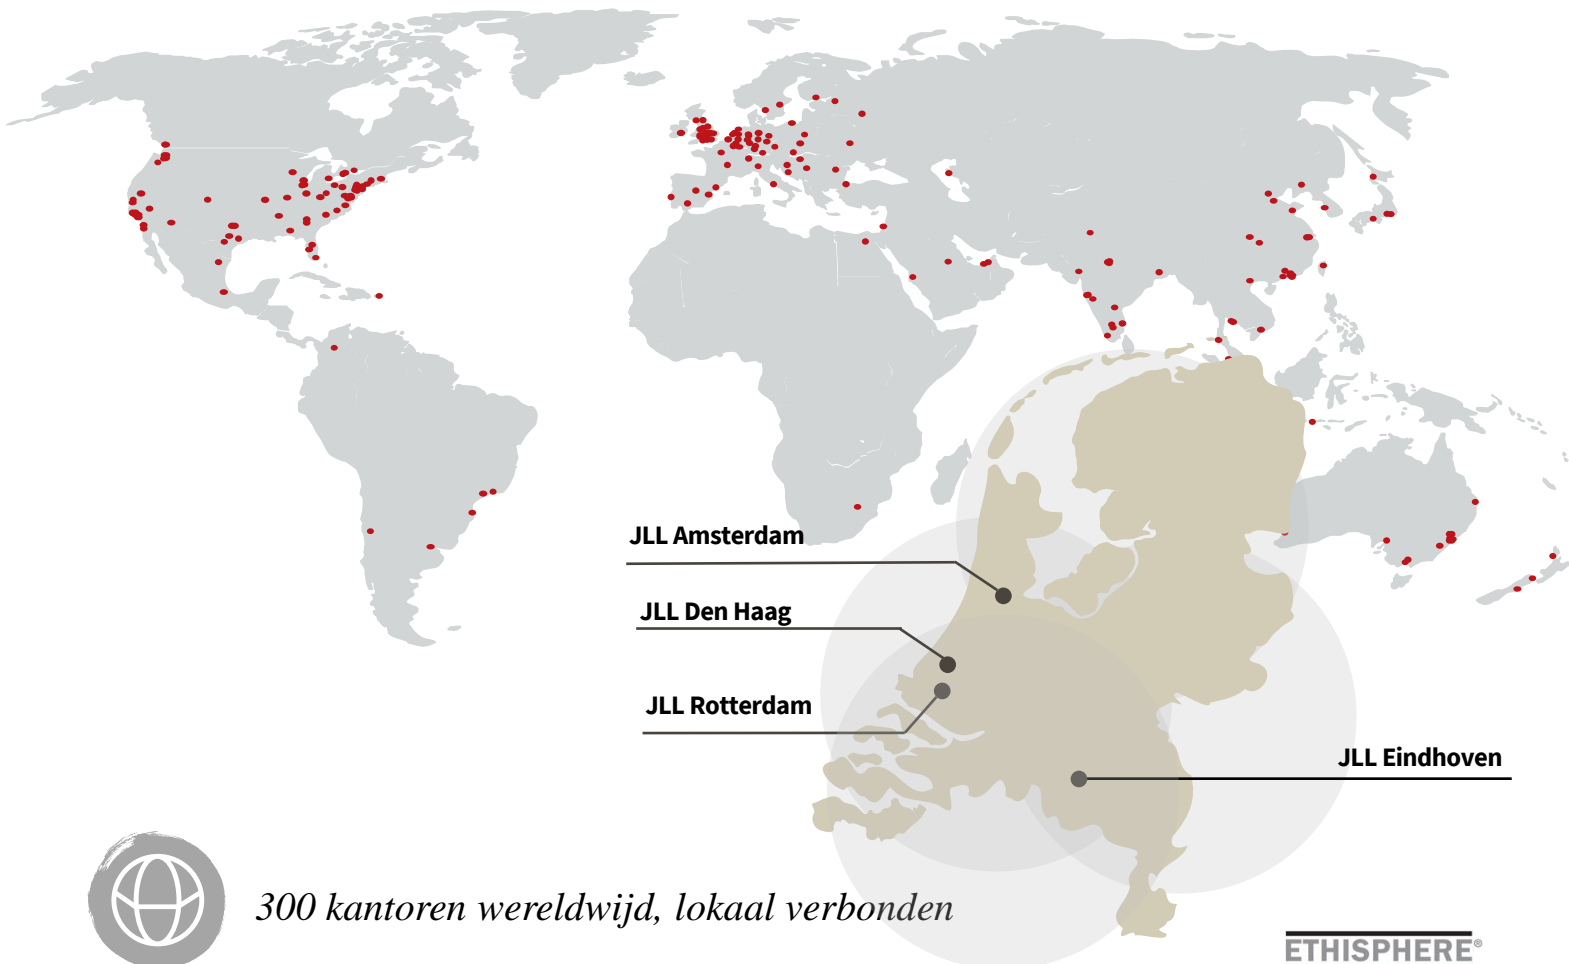 JLL Amsterdam
JLL Den Haag
JLL Rotterdam
JLL Eindhoven
300 kantoren wereldwijd, lokaal verbonden
ETHISPHERE®